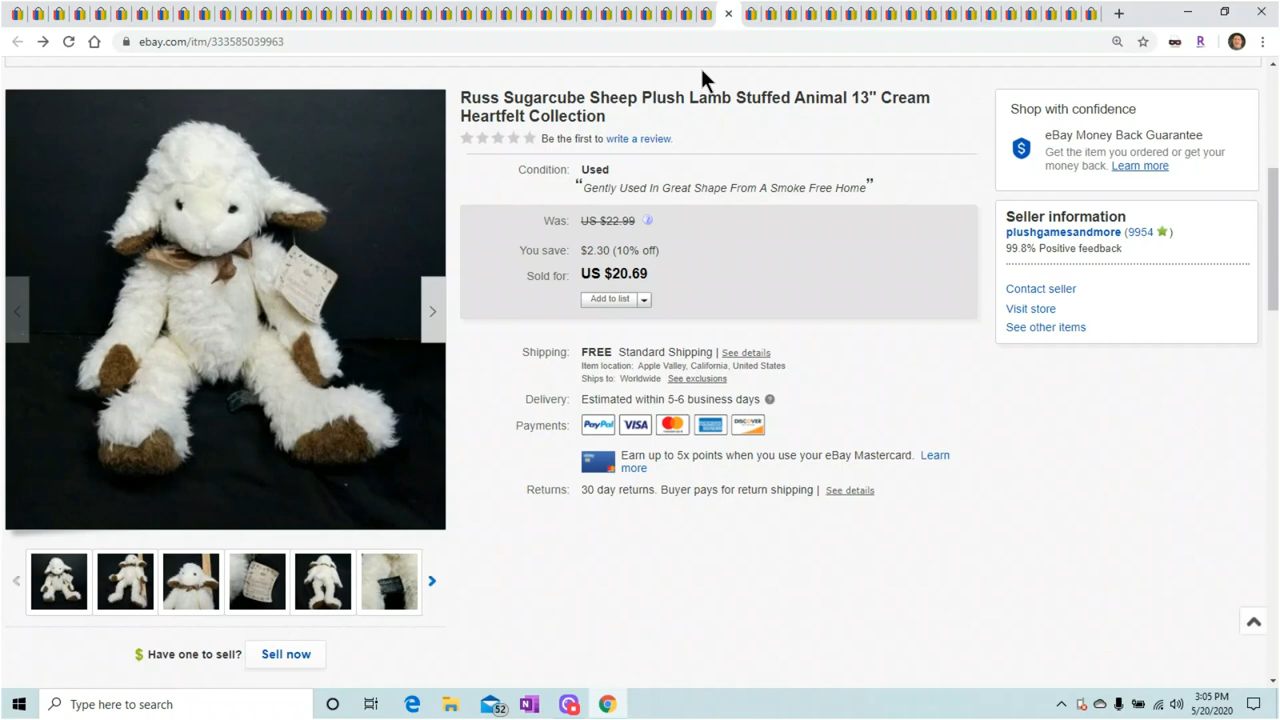 ebay.com/itm/333585039963
Russ Sugarcube Sheep Plush Lamb Stuffed Animal 13" Cream
Heartfelt Collection
Be the first to write a review.
Condition: Used
“Gently Used In Great Shape From A Smoke Free Home”
Was: US $22.99
You save: $2.30 (10% off)
Sold for: US $20.69
Add to list
Shipping: FREE Standard Shipping | See details
Item location: Apple Valley, California, United States
Ships to: Worldwide See exclusions
Delivery: Estimated within 5-6 business days
Payments: PayPal VISA MasterCard AMERICAN EXPRESS DISCOVER
Earn up to 5x points when you use your eBay Mastercard. Learn
more
Returns: 30 day returns. Buyer pays for return shipping | See details
Shop with confidence
eBay Money Back Guarantee
Get the item you ordered or get your
money back. Learn more
Seller information
plushgamesandmore (9954)
99.8% Positive feedback
Contact seller
Visit store
See other items
$ Have one to sell? Sell now
Type here to search
52
3:05 PM
5/20/2020